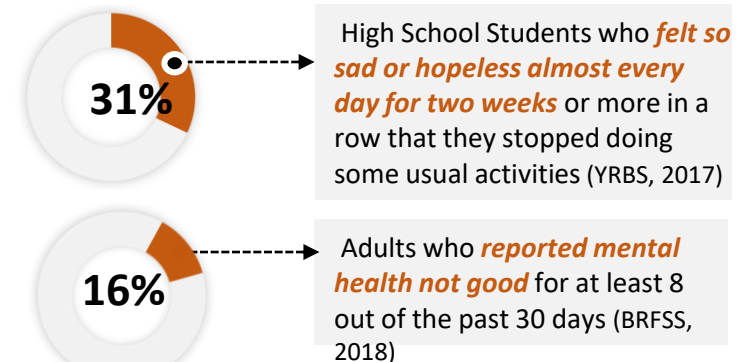 31%
High School Students who felt so
sad or hopeless almost every
day for two weeks or more in a
row that they stopped doing
some usual activities (YRBS, 2017)
16%
Adults who reported mental
health not good for at least 8
out of the past 30 days (BRFSS,
2018)